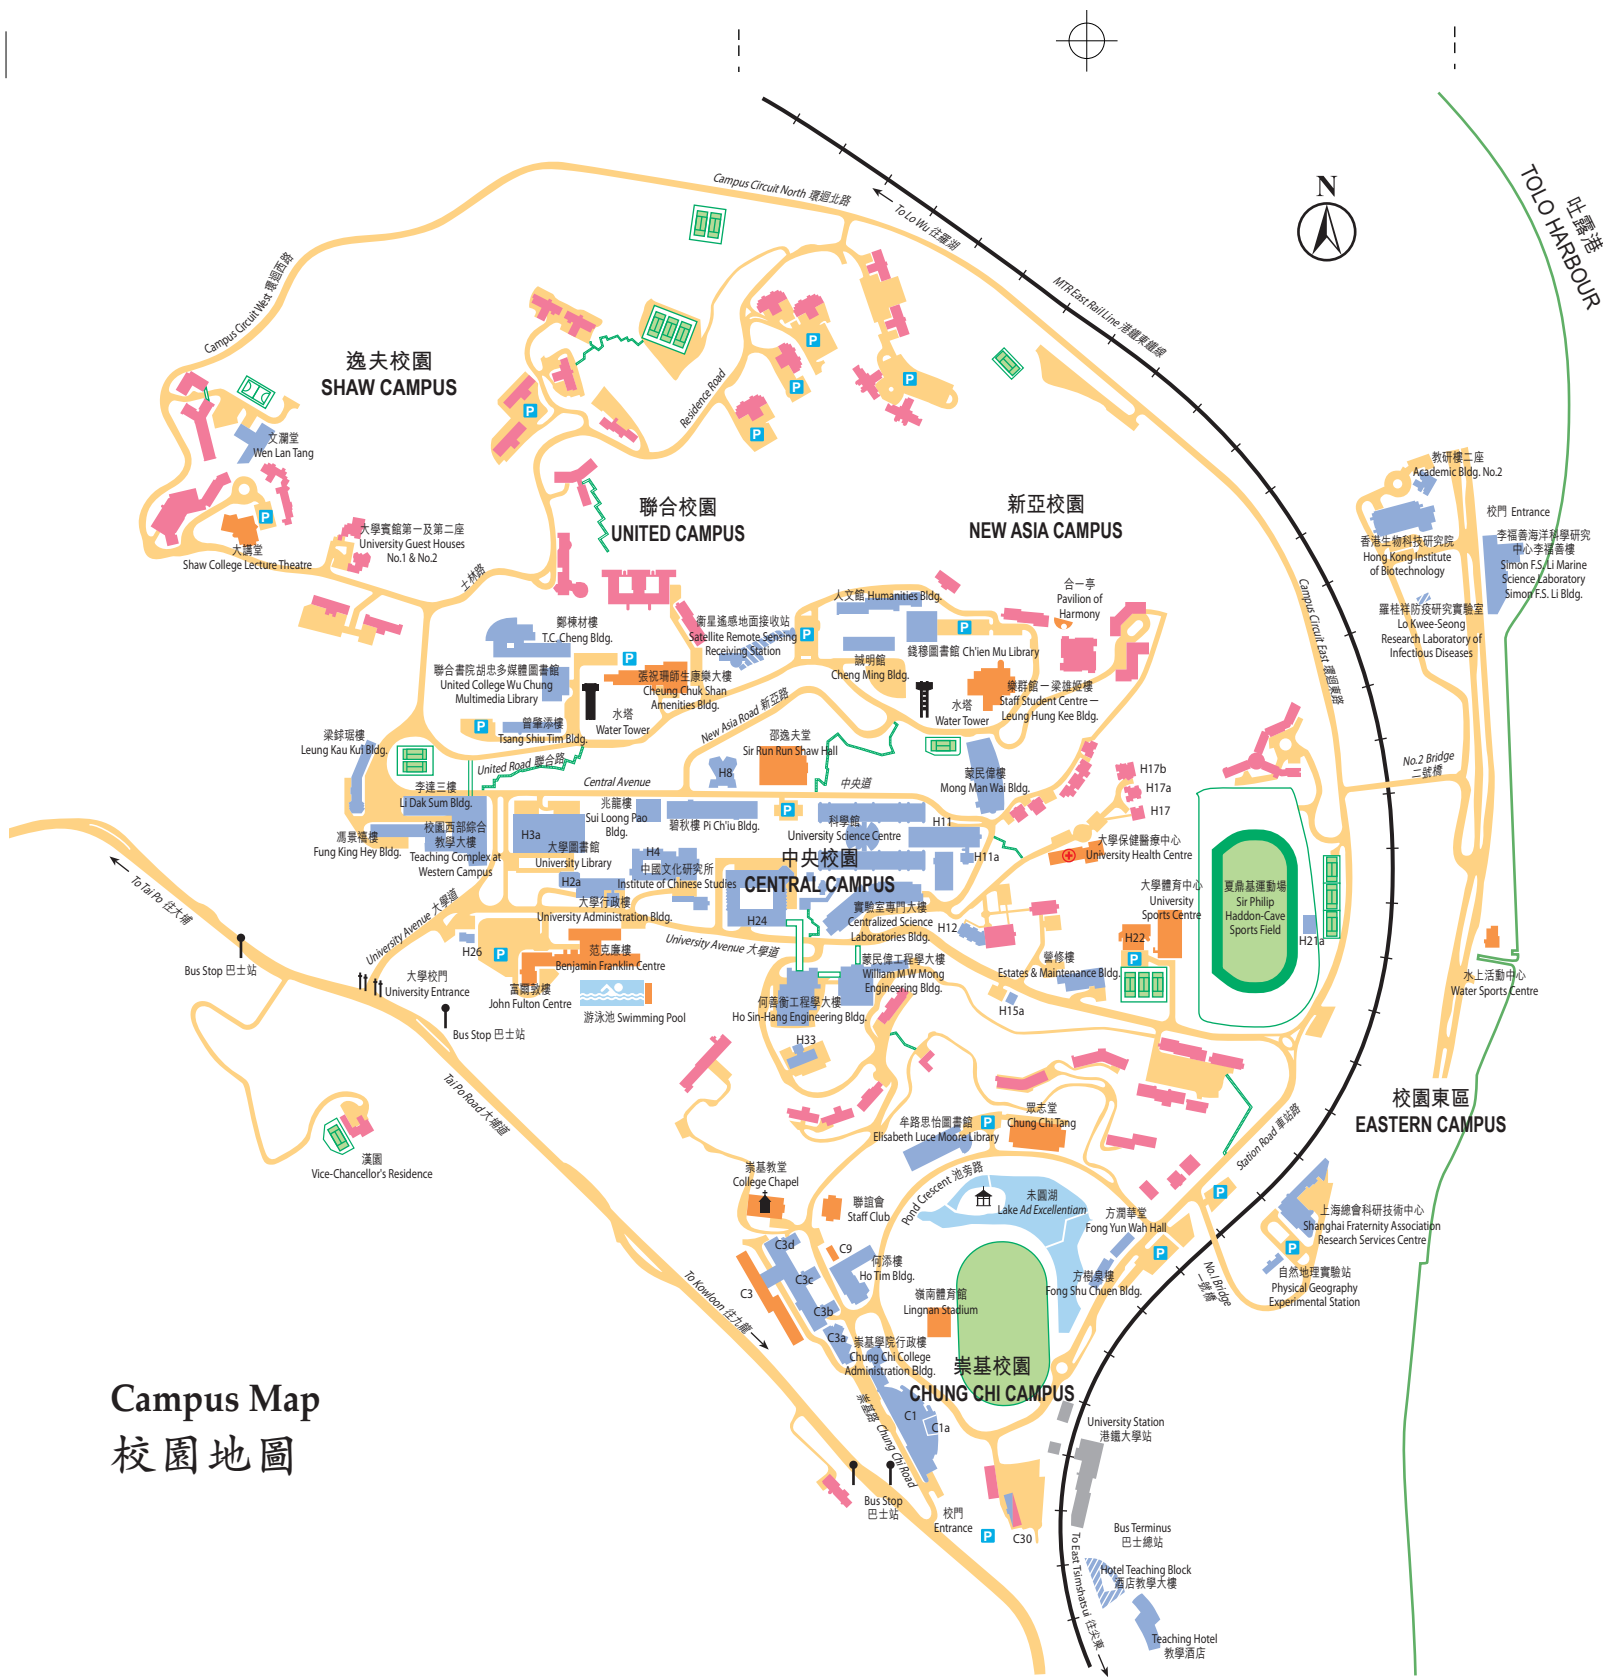 Campus Circuit North 環迴北路
To Lo Wu 往羅湖
MTR East Rail Line 港鐵東鐵線
N
吐露港
TOLO HARBOUR
Campus Circuit West 環迴西路
逸夫校園
SHAW CAMPUS
Residence Road
文瀾堂
Wen Lan Tang
大講堂
Shaw College Lecture Theatre
大學賓館第一及第二座
University Guest Houses
No.1 & No.2
士林路
聯合校園
UNITED CAMPUS
新亞校園
NEW ASIA CAMPUS
教研樓二座
Academic Bldg. No.2
校門 Entrance
香港生物科技研究院
Hong Kong Institute
of Biotechnology
李福善海洋科學研究
中心李福善樓
Simon F.S. Li Marine
Science Laboratory
Simon F.S. Li Bldg.
羅桂祥防疫研究實驗室
Lo Kwee-Seong
Research Laboratory of
Infectious Diseases
Campus Circuit East 環迴東路
人文館 Humanities Bldg.
合一亭
Pavilion of
Harmony
鄭棟材樓
T.C. Cheng Bldg.
衞星遙感地面接收站
Satellite Remote Sensing
Receiving Station
誠明館
Cheng Ming Bldg.
錢穆圖書館 Ch'ien Mu Library
聯合書院胡忠多媒體圖書館
United College Wu Chung
Multimedia Library
張祝珊師生康樂大樓
Cheung Chuk Shan
Amenities Bldg.
樂群館－梁雄姬樓
Staff Student Centre –
Leung Hung Kee Bldg.
水塔
Water Tower
水塔
Water Tower
曾肇添樓
Tsang Shiu Tim Bldg.
New Asia Road 新亞路
梁銶琚樓
Leung Kau Kui Bldg.
United Road 聯合路
邵逸夫堂
Sir Run Run Shaw Hall
H8
Central Avenue
中央道
蒙民偉樓
Mong Man Wai Bldg.
H17b
H17a
H17
No.2 Bridge
二號橋
李達三樓
Li Dak Sum Bldg.
兆龍樓
Sui Loong Pao
Bldg.
碧秋樓 Pi Ch'iu Bldg.
科學館
University Science Centre
H11
H11a
馮景禧樓
Fung King Hey Bldg.
校園西部綜合
教學大樓
Teaching Complex at
Western Campus
H3a
大學圖書館
University Library
H4
中國文化研究所
Institute of Chinese Studies
中央校園
CENTRAL CAMPUS
大學保健醫療中心
University Health Centre
H2a
大學行政樓
University Administration Bldg.
H24
實驗室專門大樓
Centralized Science
Laboratories Bldg.
H12
大學體育中心
University
Sports Centre
H22
夏鼎基運動場
Sir Philip
Haddon-Cave
Sports Field
H21a
To Tai Po 往大埔
University Avenue 大學道
University Avenue 大學道
H26
范克廉樓
Benjamin Franklin Centre
蒙民偉工程學大樓
William M W Mong
Engineering Bldg.
營修樓
Estates & Maintenance Bldg.
水上活動中心
Water Sports Centre
Bus Stop 巴士站
大學校門
University Entrance
富爾敦樓
John Fulton Centre
游泳池 Swimming Pool
何善衡工程學大樓
Ho Sin-Hang Engineering Bldg.
H15a
Bus Stop 巴士站
H33
Tai Po Road 大埔道
校園東區
EASTERN CAMPUS
眾志堂
Chung Chi Tang
牟路思怡圖書館
Elisabeth Luce Moore Library
Station Road 車站路
漢園
Vice-Chancellor's Residence
崇基教堂
College Chapel
聯誼會
Staff Club
Pond Crescent 池旁路
未圓湖
Lake Ad Excellentiam
方潤華堂
Fong Yun Wah Hall
上海總會科研技術中心
Shanghai Fraternity Association
Research Services Centre
C3d
C9
C3c
C3
C3b
C3a
何添樓
Ho Tim Bldg.
嶺南體育館
Lingnan Stadium
方樹泉樓
Fong Shu Chuen Bldg.
No.1 Bridge
一號橋
自然地理實驗站
Physical Geography
Experimental Station
To Kowloon 往九龍
崇基學院行政樓
Chung Chi College
Administration Bldg.
崇基校園
CHUNG CHI CAMPUS
Campus Map
校園地圖
C1
C1a
崇基路 Chung Chi Road
University Station
港鐵大學站
Bus Stop
巴士站
校門
Entrance
C30
Bus Terminus
巴士總站
To East Tsimshatsui 往尖東
Hotel Teaching Block
酒店教學大樓
Teaching Hotel
教學酒店